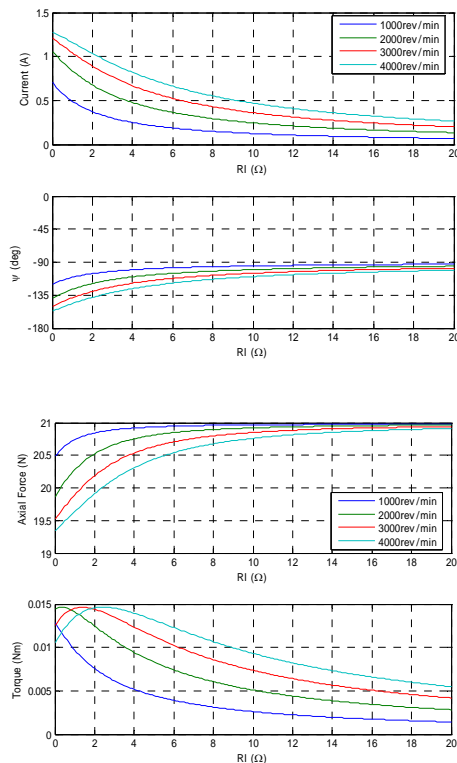 1.5
1
0.5
0
Current (A)
1000rev/min
2000rev/min
3000rev/min
4000rev/min
0 2 4 6 8 10 12 14 16 18 20
RI (Ω)
0
-45
-90
-135
-180
ψ (deg)
0 2 4 6 8 10 12 14 16 18 20
RI (Ω)
21
20.5
20
19.5
19
Axial Force (N)
1000rev/min
2000rev/min
3000rev/min
4000rev/min
0 2 4 6 8 10 12 14 16 18 20
RI (Ω)
0.015
0.01
0.005
0
Torque (Nm)
0 2 4 6 8 10 12 14 16 18 20
RI (Ω)